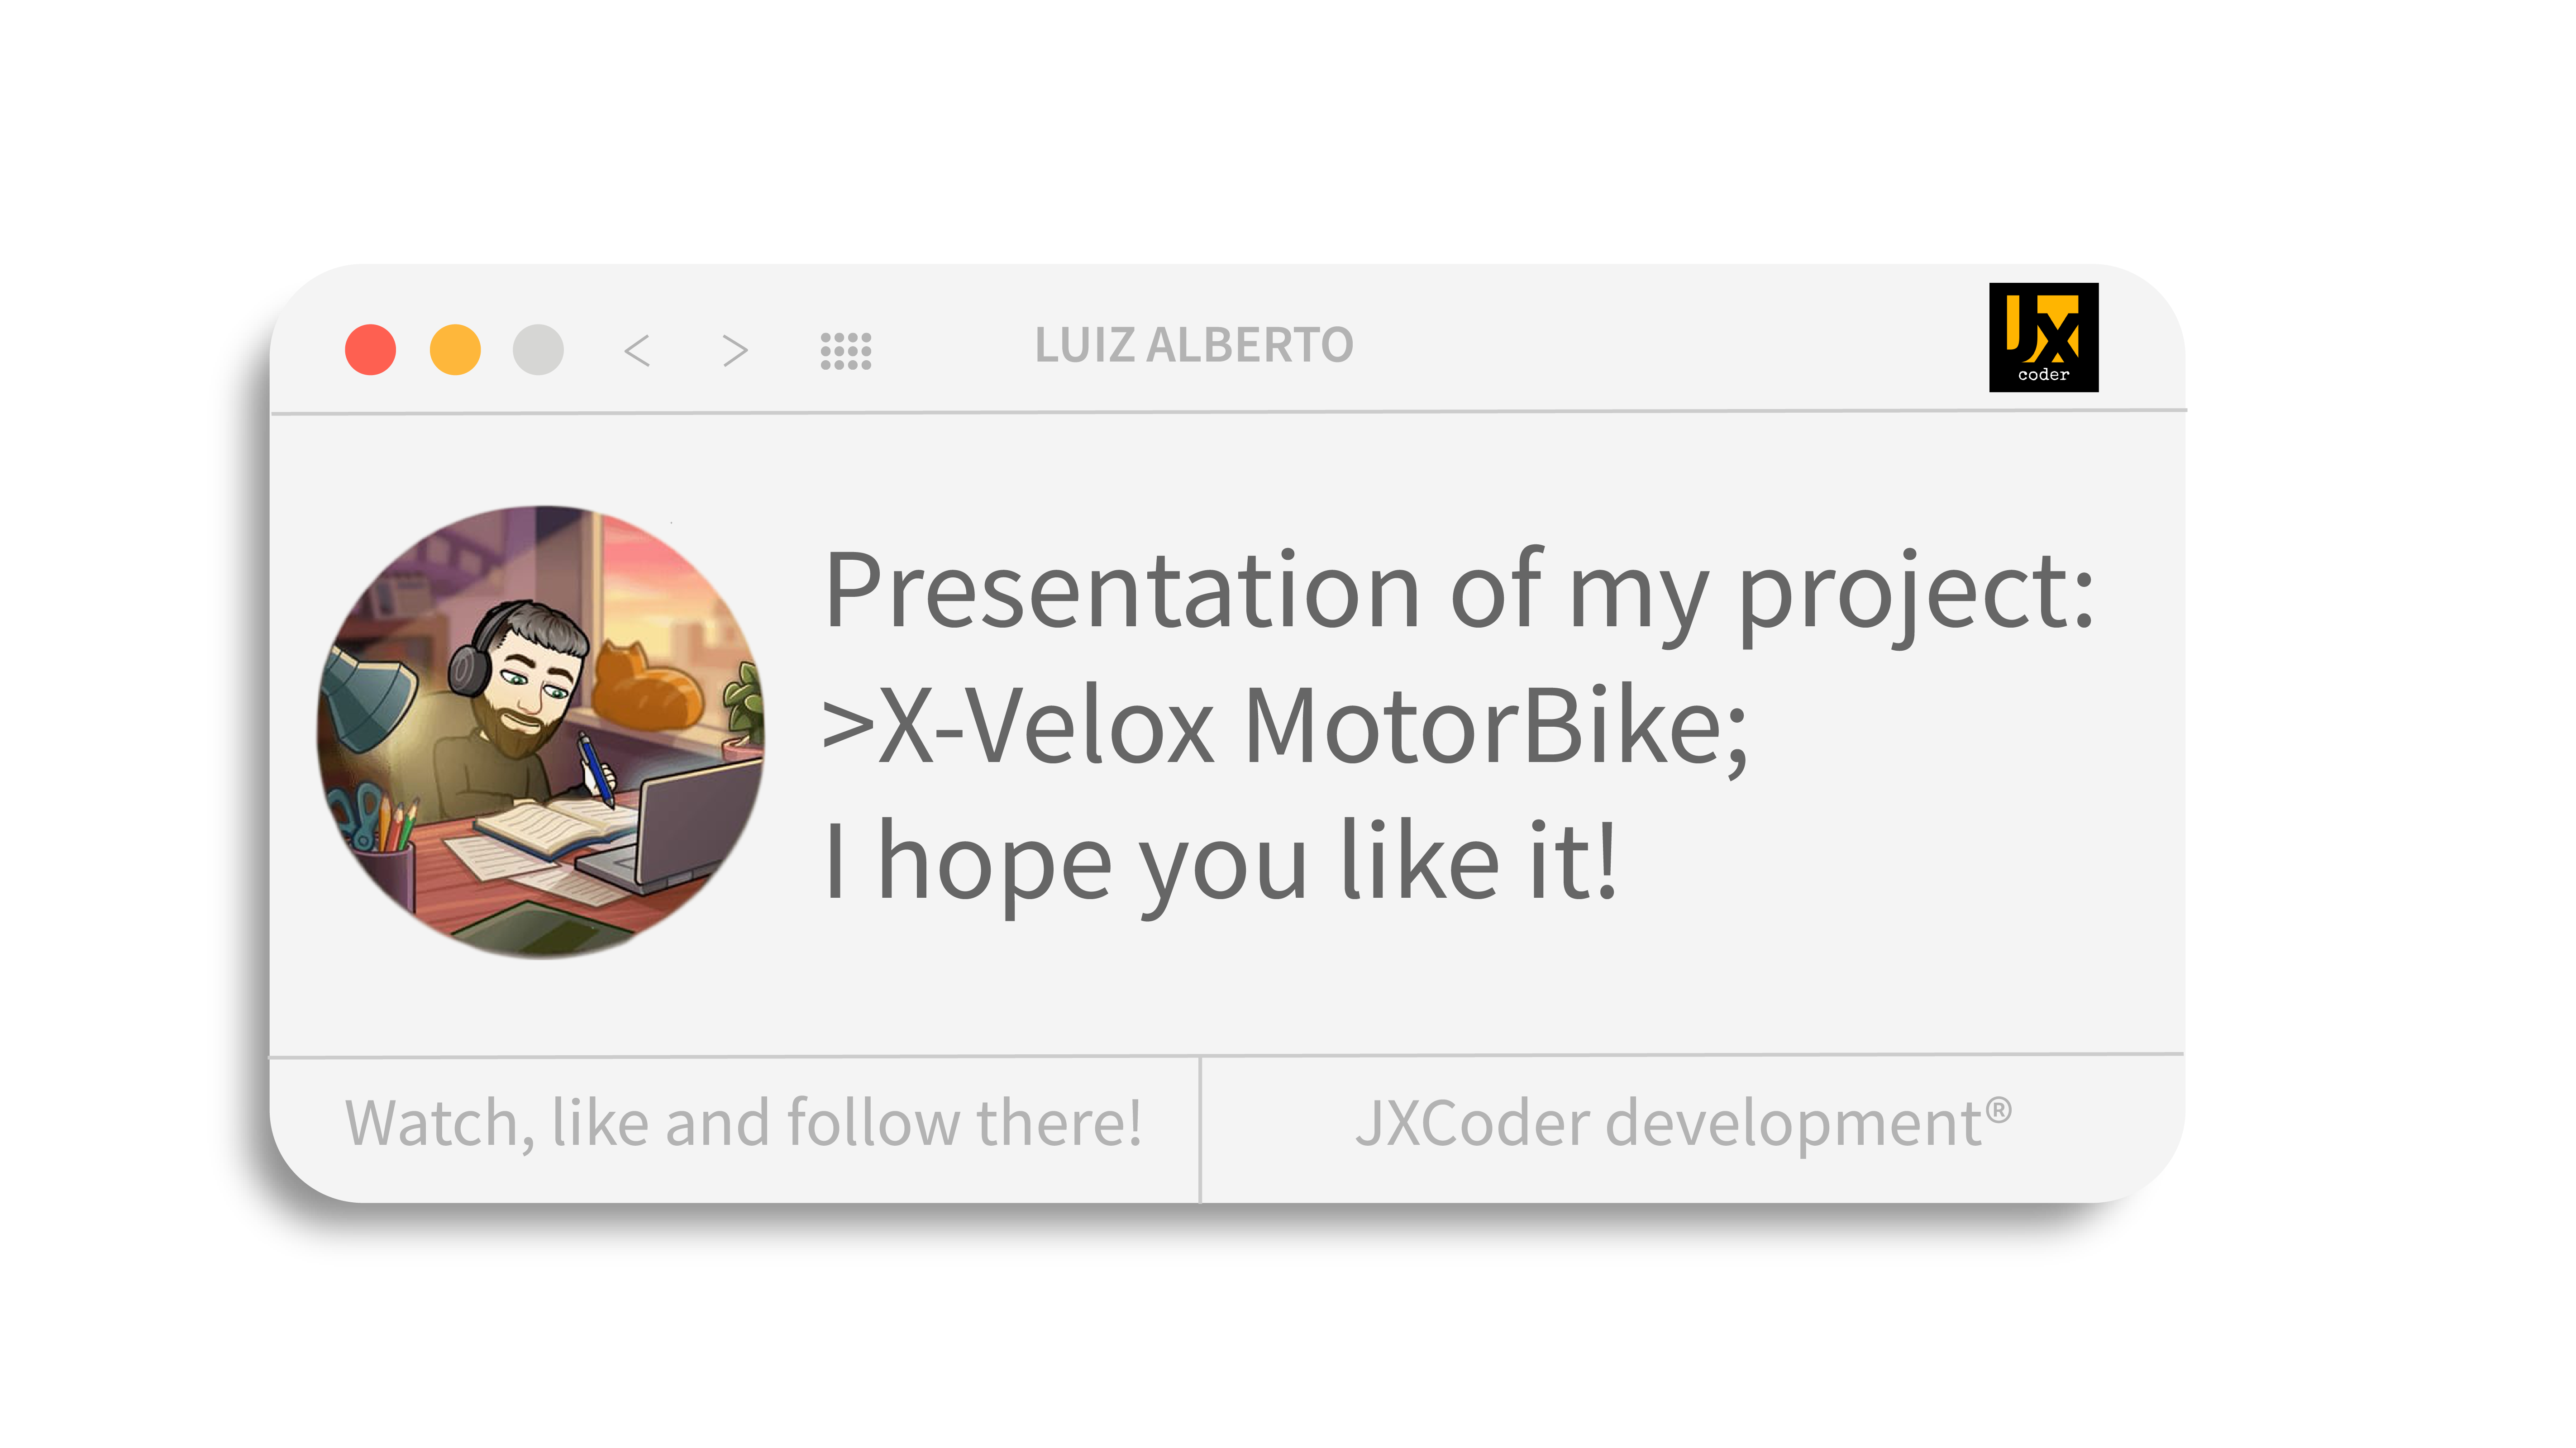 LUIZ ALBERTO
JX
coder
Presentation of my project:
>X-Velox MotorBike;
I hope you like it!
Watch, like and follow there!
JXCoder development®